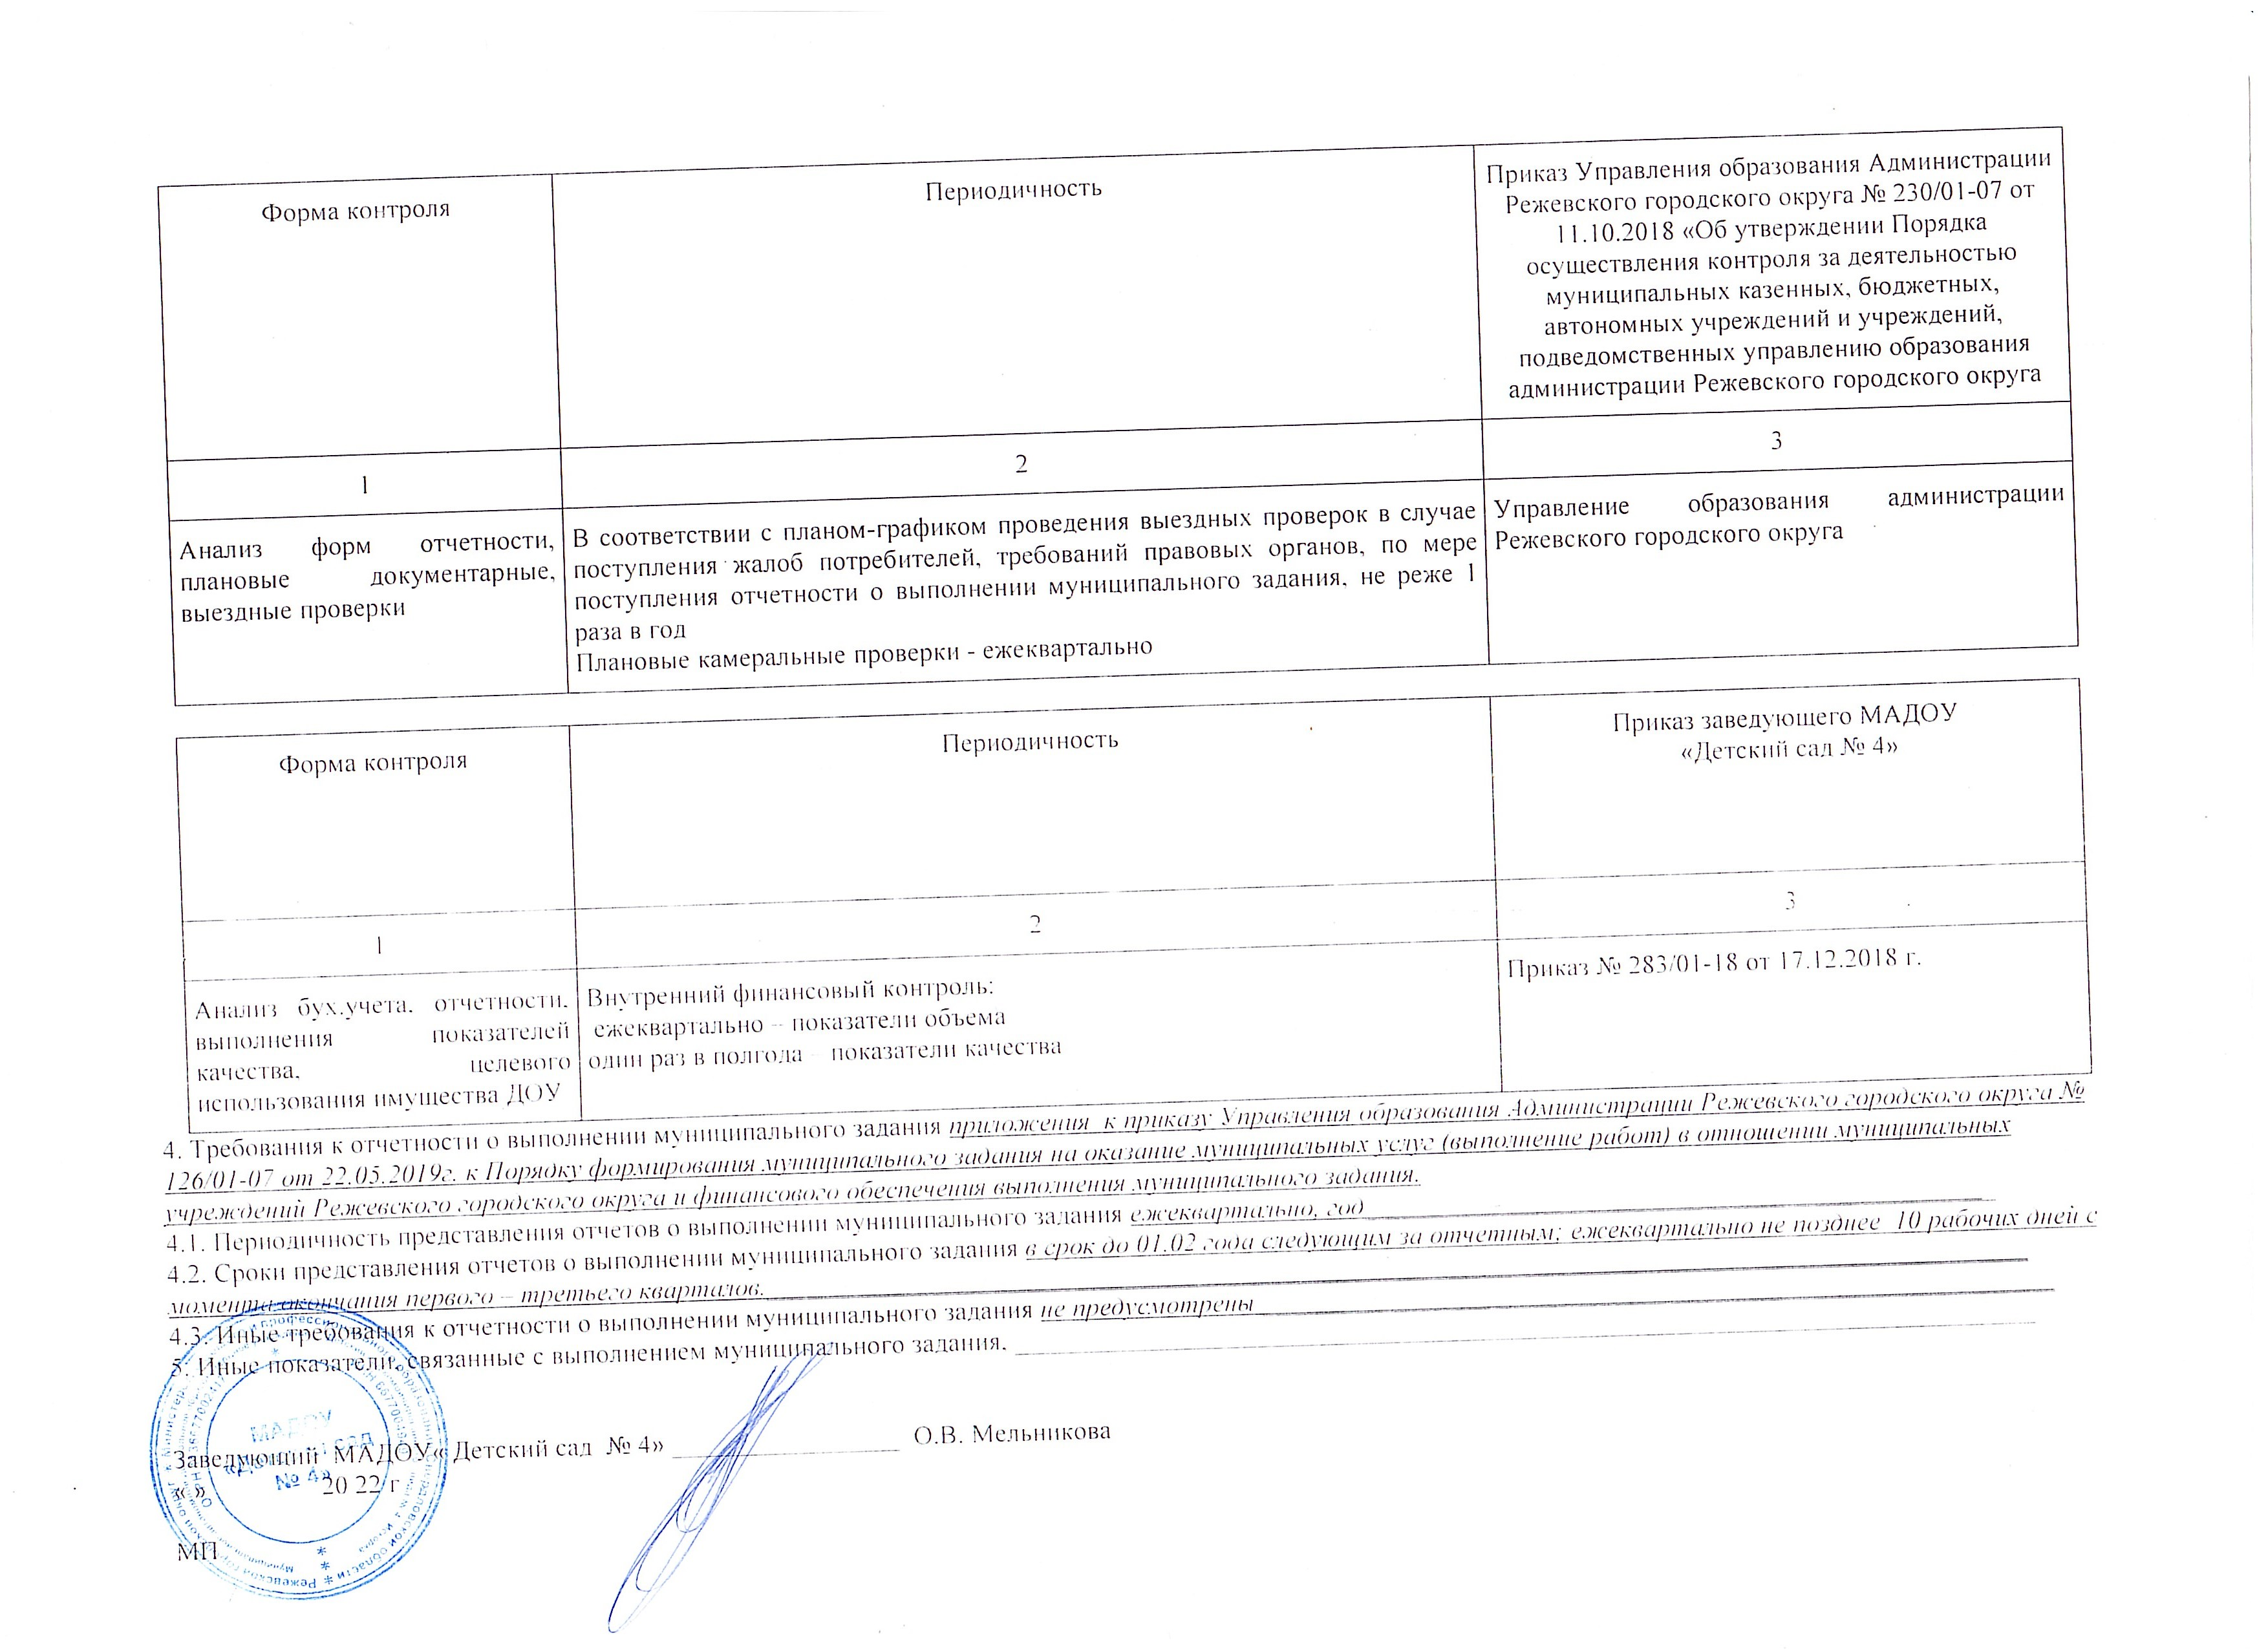 Форма контроля
Периодичность
Приказ Управления образования Администрации
Режевского городского округа № 230/01-07 от
11.10.2018 «Об утверждении Порядка
осуществления контроля за деятельностью
муниципальных казенных, бюджетных,
автономных учреждений и учреждений,
подведомственных управлению образования
администрации Режевского городского округа
1
2
3
Анализ форм отчетности,
плановые документарные,
выездные проверки
В соответствии с планом-графиком проведения выездных проверок в случае
поступления жалоб потребителей, требований правовых органов, по мере
поступления отчетности о выполнении муниципального задания, не реже 1
раза в год
Плановые камеральные проверки - ежеквартально
Управление образования администрации
Режевского городского округа
Форма контроля
Периодичность
Приказ заведующего МАДОУ
«Детский сад № 4»
1
2
3
Анализ бух.учета, отчетности,
выполнения показателей
качества, целевого
использования имущества ДОУ
Внутренний финансовый контроль:
ежеквартально – показатели объема
один раз в полгода – показатели качества
Приказ № 283/01-18 от 17.12.2018 г.
4. Требования к отчетности о выполнении муниципального задания приложения к приказу Управления образования Администрации Режевского городского округа №
126/01-07 от 22.05.2019г. к Порядку формирования муниципального задания на оказание муниципальных услуг (выполнение работ) в отношении муниципальных
учреждений Режевского городского округа и финансового обеспечения выполнения муниципального задания.
4.1. Периодичность представления отчетов о выполнении муниципального задания ежеквартально, год
4.2. Сроки представления отчетов о выполнении муниципального задания в срок до 01.02 года следующим за отчетным; ежеквартально не позднее 10 рабочих дней с
момента окончания первого – третьего кварталов.
4.3. Иные требования к отчетности о выполнении муниципального задания не предусмотрены
5. Иные показатели, связанные с выполнением муниципального задания,
Заведующий МАДОУ« Детский сад № 4» О.В. Мельникова
« » 20 22 г
МП
МАДОУ
«Детский сад
№ 4»